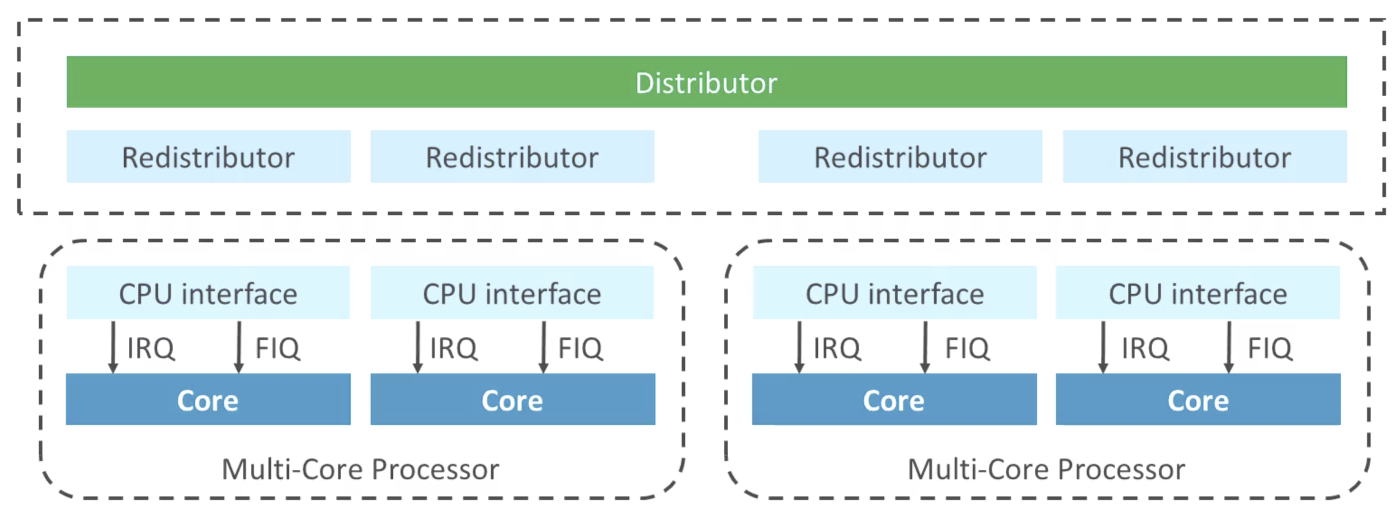 Distributor
Redistributor Redistributor Redistributor Redistributor
CPU interface CPU interface CPU interface CPU interface
IRQ FIQ IRQ FIQ IRQ FIQ IRQ FIQ
Core Core Core Core
Multi-Core Processor Multi-Core Processor